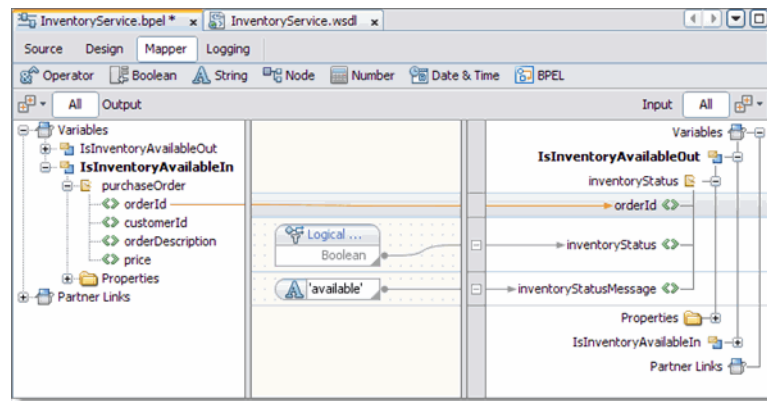 InventoryService.bpel * x InventoryService.wsdl x
Source Design Mapper Logging
Operator Boolean String Node Number Date & Time BPEL
All Output Input All
Variables
IsInventoryAvailableOut
IsInventoryAvailableIn
purchaseOrder
orderId
customerId
orderDescription
price
Properties
Partner Links
Logical ...
Boolean
'available'
Variables
IsInventoryAvailableOut
inventoryStatus
orderId
inventoryStatus
inventoryStatusMessage
Properties
IsInventoryAvailableIn
Partner Links